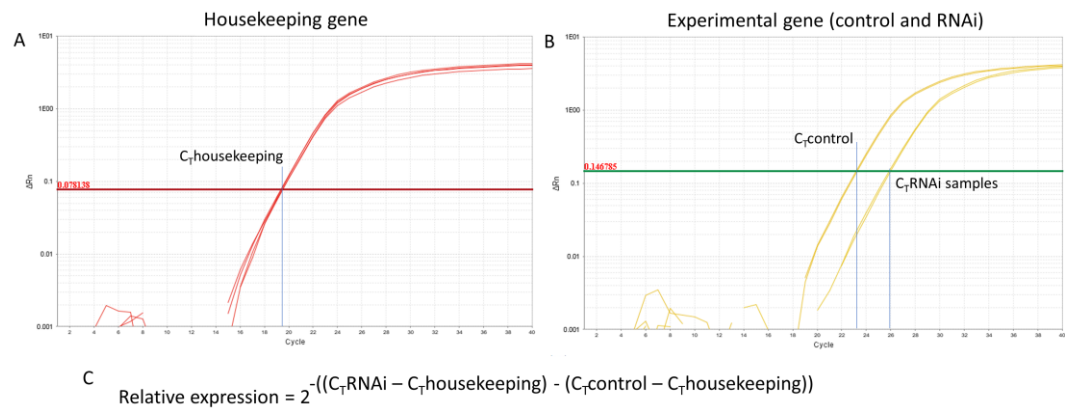 Housekeeping gene
Experimental gene (control and RNAi)
A
1E01
1E00
0.1
0.01
0.001
ΔRn
0.078138
CThousekeeping
2 4 6 8 10 12 14 16 18 20 22 24 26 28 30 32 34 36 38 40
Cycle
B
1E01
1E00
0.1
0.01
0.001
ΔRn
0.146785
CTcontrol
CTRNAi samples
2 4 6 8 10 12 14 16 18 20 22 24 26 28 30 32 34 36 38 40
Cycle
C
Relative expression = 2-((CTRNAi – CThousekeeping) - (CTcontrol – CThousekeeping))